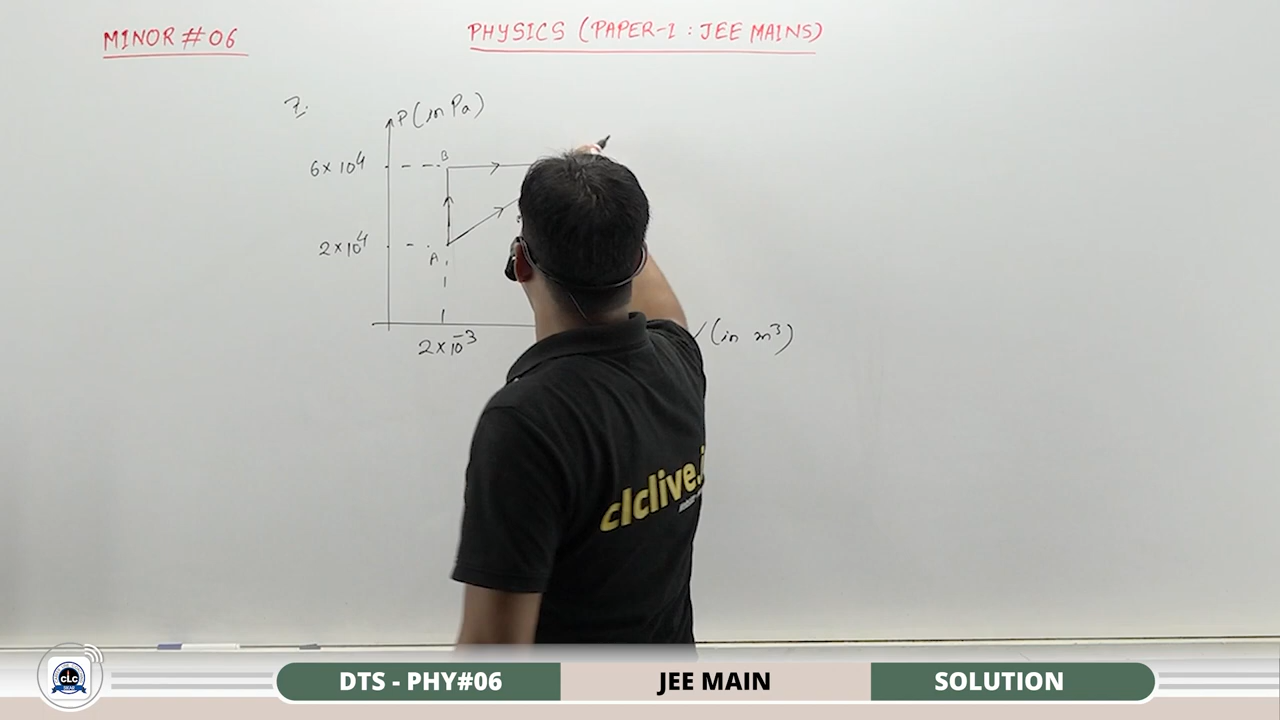 MINOR # 06
PHYSICS (PAPER-1 : JEE MAINS)
7.
P (in Pa)
6×10⁴
B
2×10⁴
A
2×10⁻³
(in m³)
clclive.i
CLC
DTS - PHY#06
JEE MAIN
SOLUTION